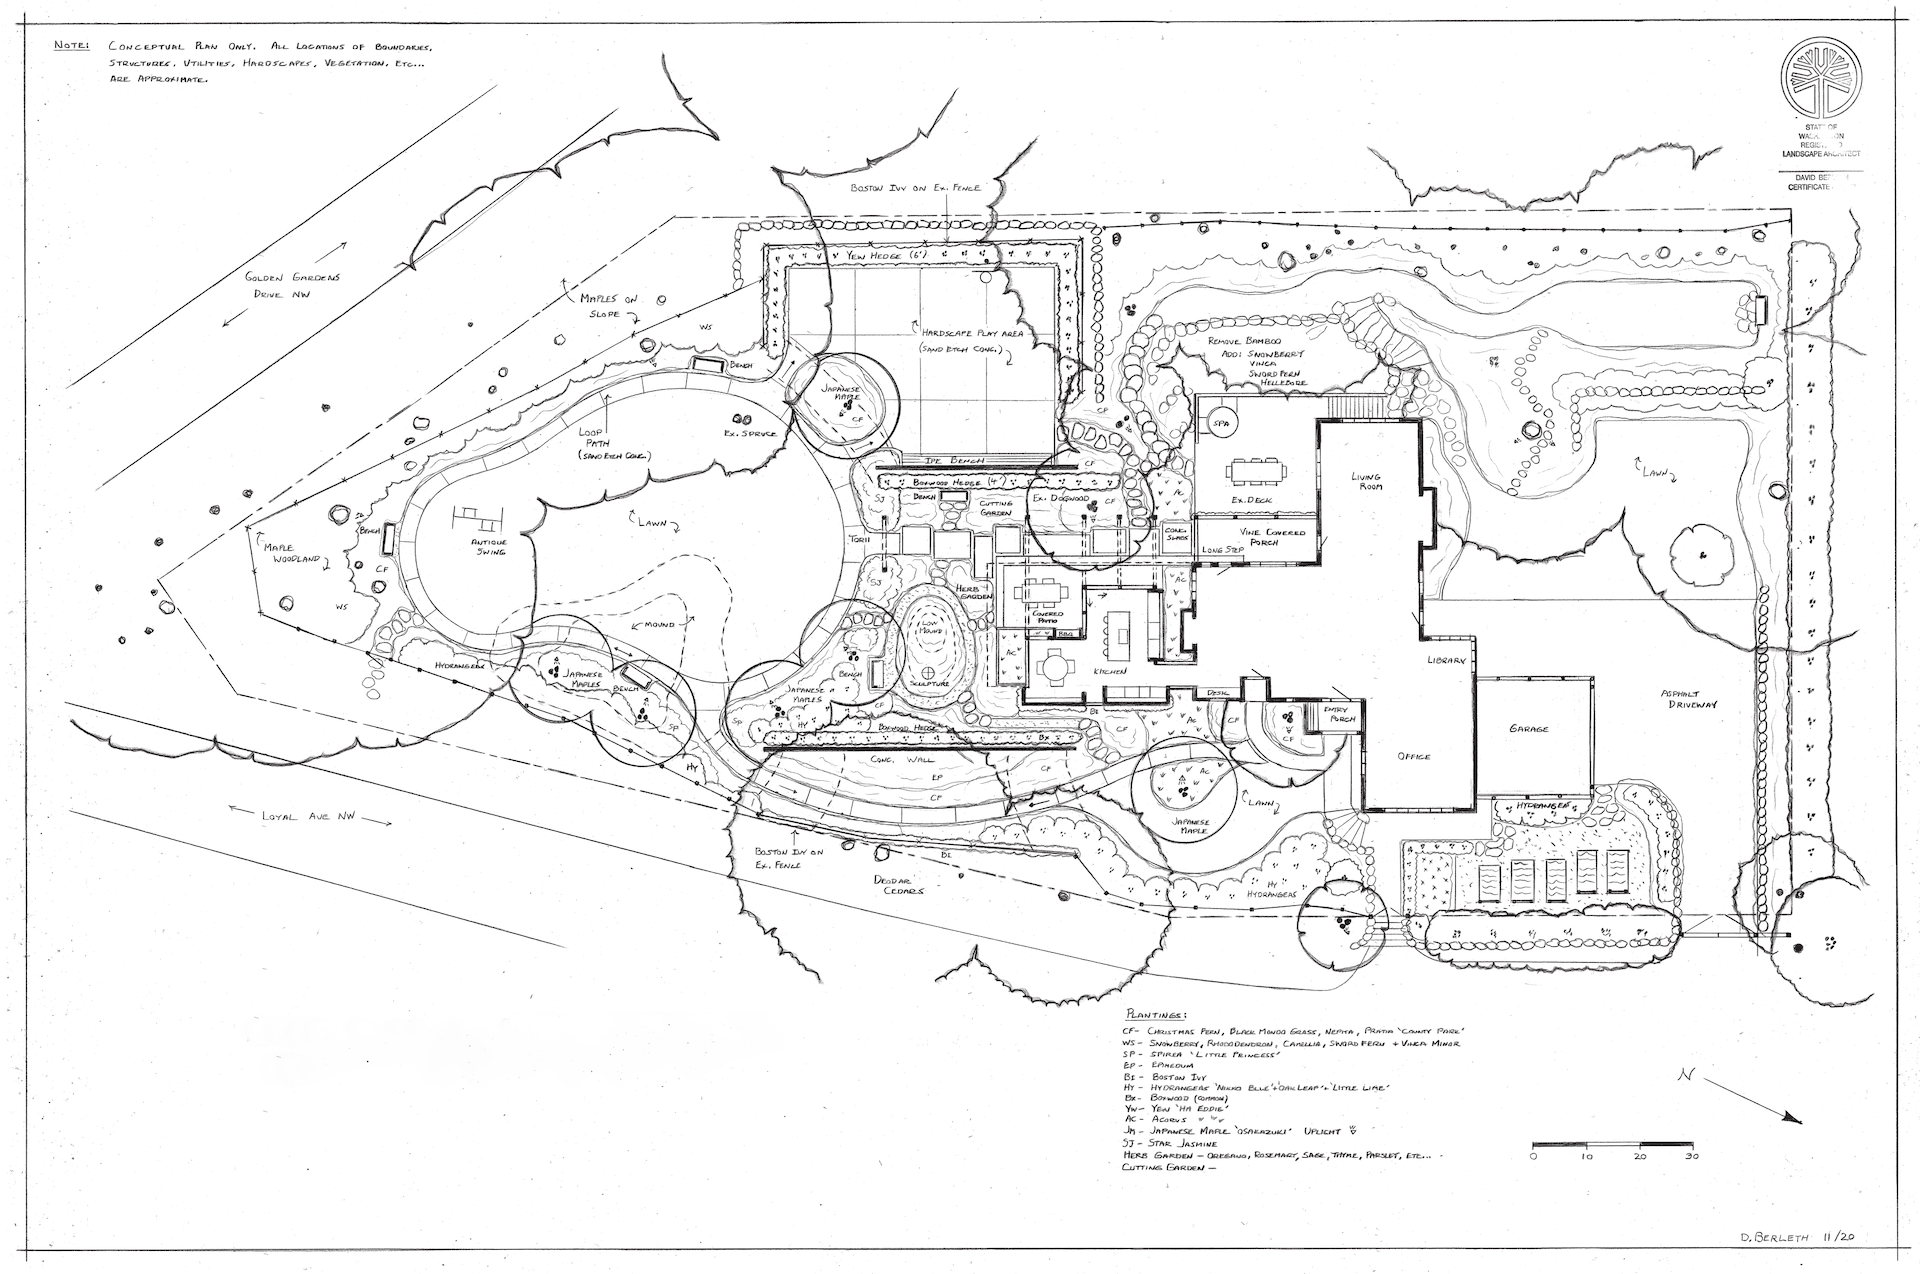 NOTE: CONCEPTUAL PLAN ONLY. ALL LOCATIONS OF BOUNDARIES,
STRUCTURES, UTILITIES, HARDSCAPES, VEGETATION, ETC...
ARE APPROXIMATE.
STATE OF
REGIST
LANDSCAPE ARCHITECT
DAVID BER
CERTIFICATE
BOSTON IVY ON EX. FENCE
YEW HEDGE (6')
GOLDEN GARDENS
DRIVE NW
MAPLES ON
SLOPE
WS
HARDSCAPE PLAY AREA
(SAND ETCH CONC.)
REMOVE BAMBOO
ADD: SNOWBERRY
VINCA
SWORD FERN
HELLEBORE
BENCH
JAPANESE
MAPLE
CF
CF
LOOP
PATH
(SAND ETCH CONC.)
EX. SPRUCE
SPA
IPE BENCH
CF
BOXWOOD HEDGE (4')
LIVING
ROOM
LAWN
SJ
BENCH
CUTTING
GARDEN
EX. DOGWOOD
CF
AC
EX. DECK
BENCH
ANTIQUE
SWING
LAWN
TORII
CONC.
SLABS
VINE COVERED
PORCH
LONG STEP
MAPLE
WOODLAND
CF
WS
SJ
HERB
GARDEN
AC
COVERED
PATIO
BBQ
MOUND
LOW
MOUND
AC
KITCHEN
LIBRARY
HYDRANGEAS
JAPANESE
MAPLES
BENCH
BENCH
SCULPTURE
JAPANESE
MAPLES
DESK
ASPHALT
DRIVEWAY
SP
SP
HY
CF
BI
AC
CF
CF
ENTRY
PORCH
GARAGE
BOXWOOD HEDGE
BX
CF
CONC. WALL
OFFICE
HY
EP
CF
CF
AC
LAWN
HYDRANGEAS
LOYAL AVE NW
JAPANESE
MAPLE
BOSTON IVY ON
EX. FENCE
BI
DEODAR
CEDARS
HY
HYDRANGEAS
PLANTINGS:
CF- CHRISTMAS FERN, BLACK MONDO GRASS, NEPITA, PRATIA 'COUNTY PARK'
WS- SNOWBERRY, RHODODENDRON, CAMELLIA, SWORD FERN + VINCA MINOR
SP - SPIREA 'LITTLE PRINCESS'
EP - EPIMEDIUM
BI - BOSTON IVY
HY - HYDRANGEAS 'NIKKO BLUE' + 'OAK LEAF' + 'LITTLE LIME'
BX- BOXWOOD (COMMON)
YW- YEW 'HM EDDIE'
AC - ACORUS
JM - JAPANESE MAPLE 'OSAKAZUKI' UPLIGHT
SJ - STAR JASMINE
HERB GARDEN - OREGANO, ROSEMARY, SAGE, THYME, PARSLEY, ETC...
CUTTING GARDEN -
N
0 10 20 30
D. BERLETH 11/20